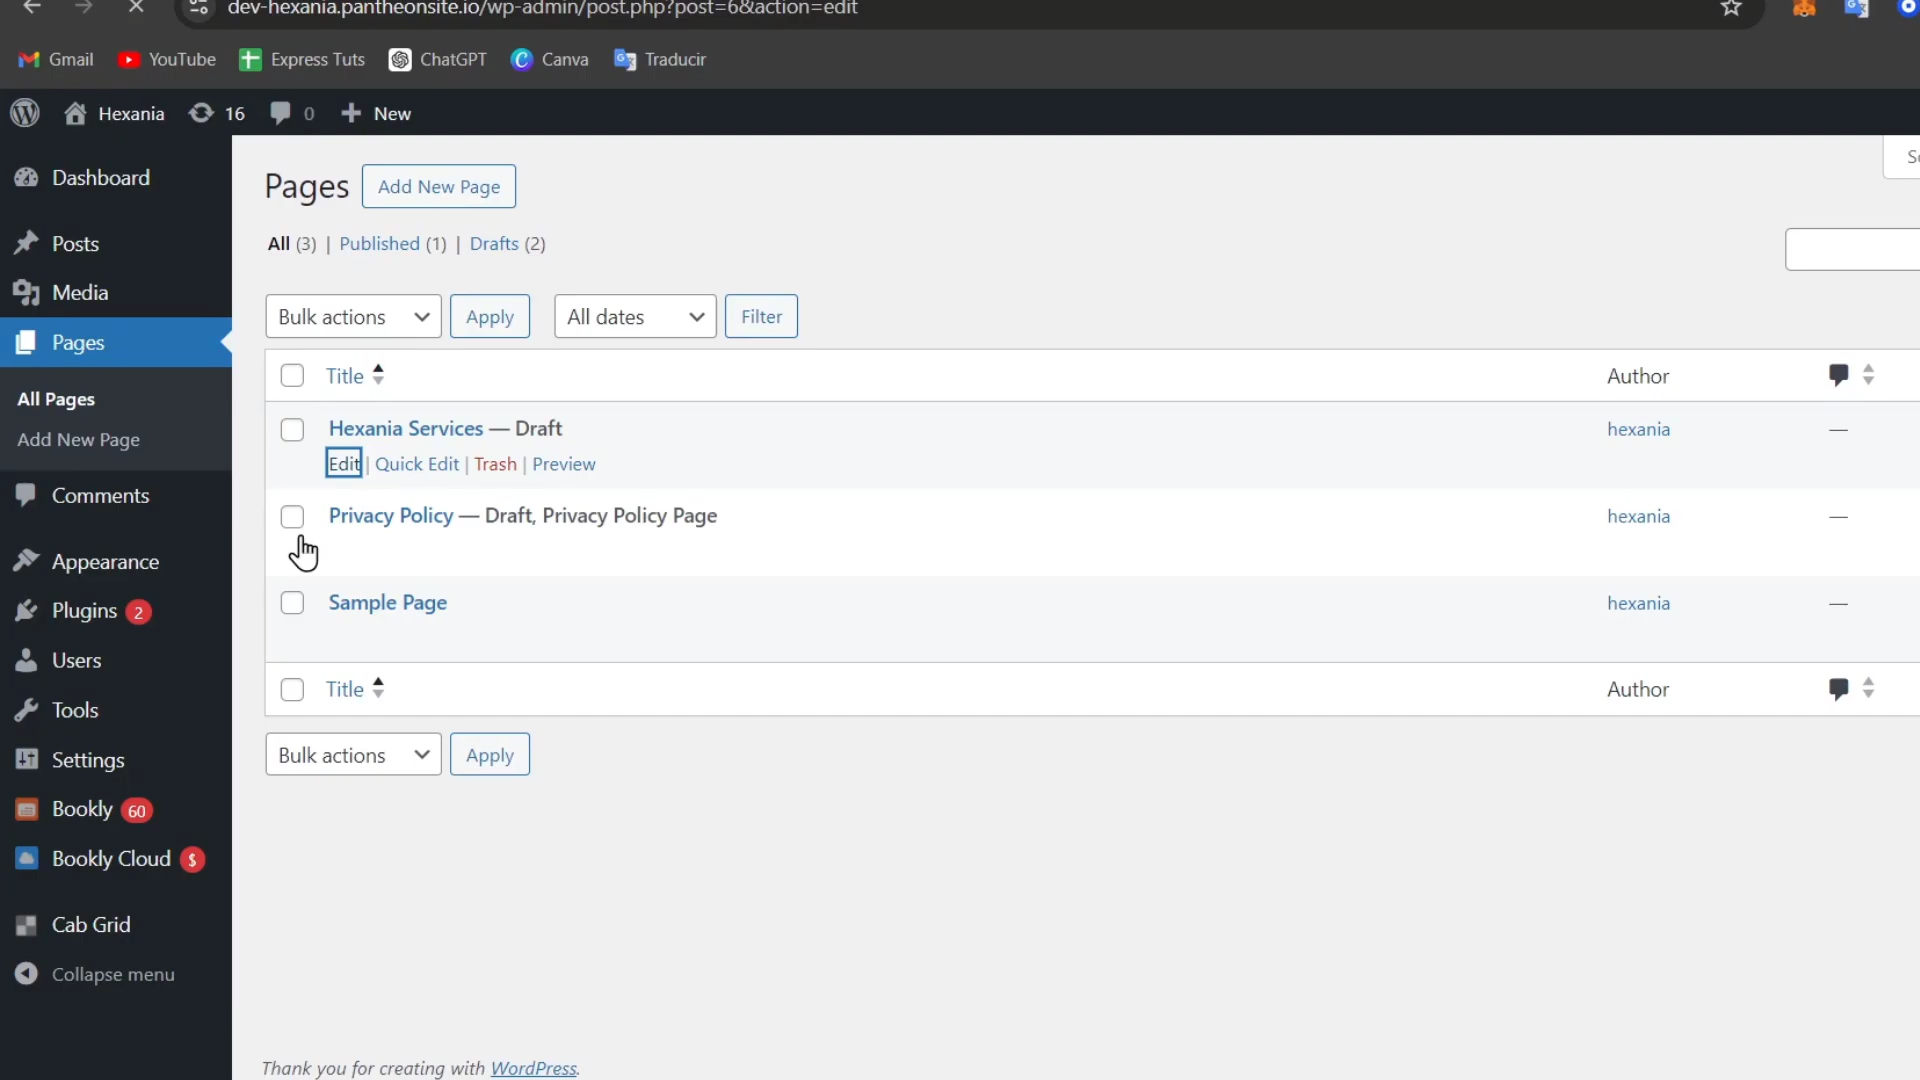 dev-hexania.pantheonsite.io/wp-admin/post.php?post=6&action=edit
Gmail YouTube Express Tuts ChatGPT Canva Traducir
Hexania 16 0 New
Dashboard
Posts
Media
Pages
All Pages
Add New Page
Comments
Appearance
Plugins 2
Users
Tools
Settings
Bookly 60
Bookly Cloud $
Cab Grid
Collapse menu
Pages Add New Page
All (3) | Published (1) | Drafts (2)
Bulk actions Apply All dates Filter
Title Author
Hexania Services — Draft hexania —
Edit | Quick Edit | Trash | Preview
Privacy Policy — Draft, Privacy Policy Page hexania —
Sample Page hexania —
Title Author
Bulk actions Apply
Thank you for creating with WordPress.